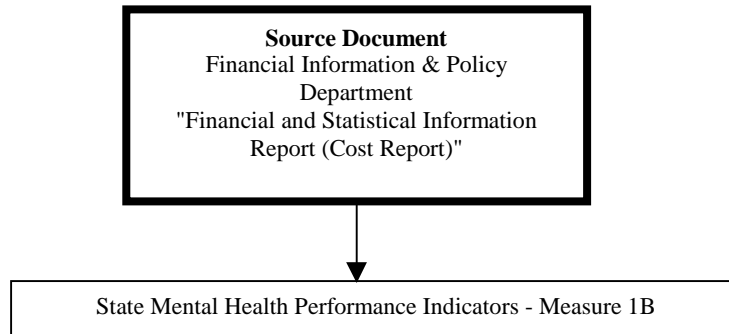 Source Document
Financial Information & Policy
Department
"Financial and Statistical Information
Report (Cost Report)"
State Mental Health Performance Indicators - Measure 1B